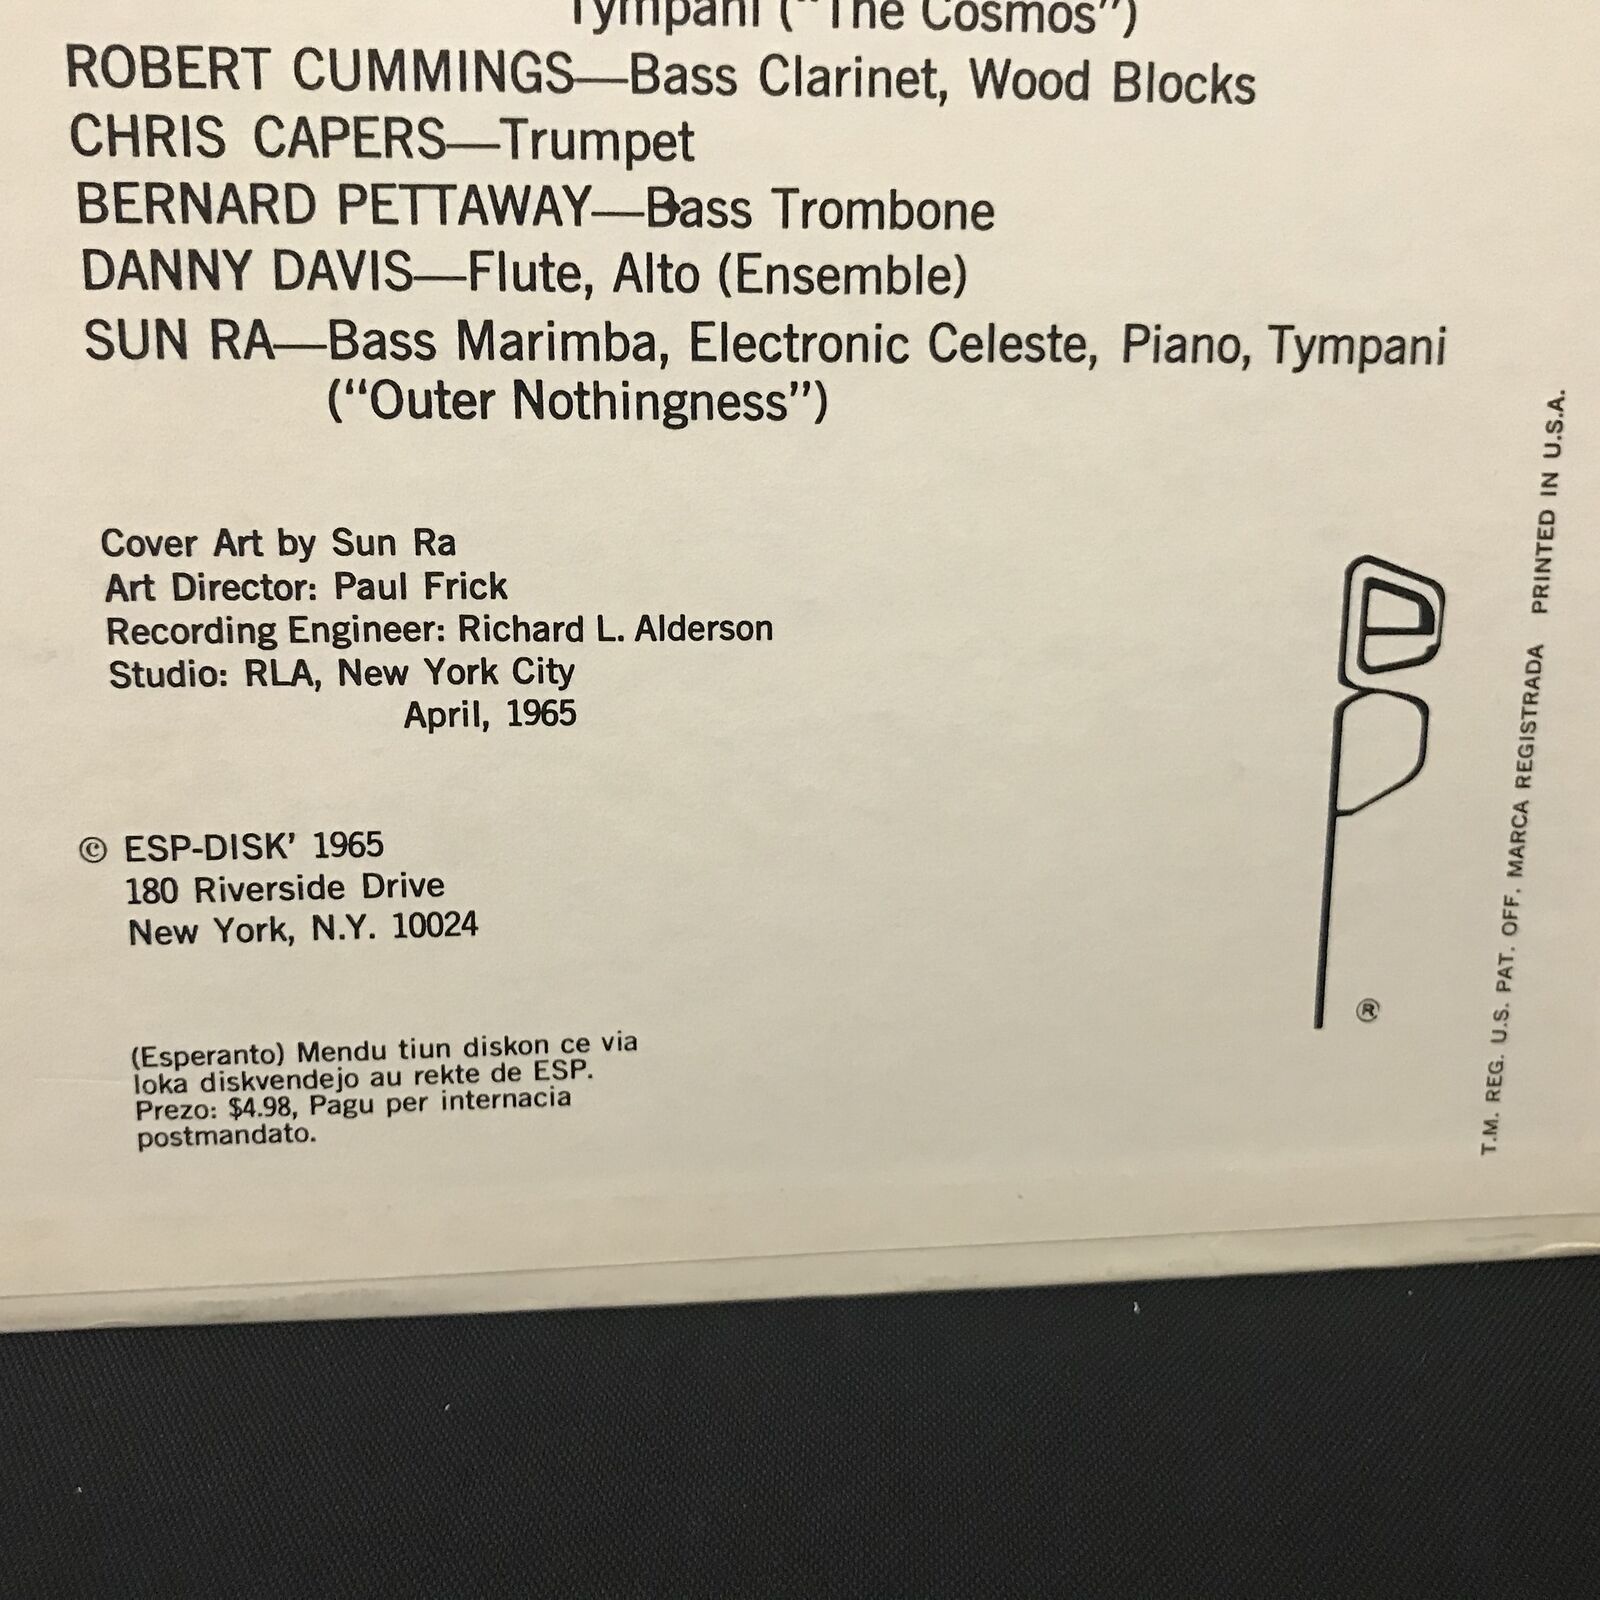 Tympani (“The Cosmos”)
ROBERT CUMMINGS—Bass Clarinet, Wood Blocks
CHRIS CAPERS—Trumpet
BERNARD PETTAWAY—Bass Trombone
DANNY DAVIS—Flute, Alto (Ensemble)
SUN RA—Bass Marimba, Electronic Celeste, Piano, Tympani
(“Outer Nothingness”)
Cover Art by Sun Ra
Art Director: Paul Frick
Recording Engineer: Richard L. Alderson
Studio: RLA, New York City
April, 1965
© ESP-DISK’ 1965
180 Riverside Drive
New York, N.Y. 10024
(Esperanto) Mendu tiun diskon ce via
loka diskvendejo au rekte de ESP.
Prezo: $4.98, Pagu per internacia
postmandato.
esp
®
T.M. REG. U.S. PAT. OFF. MARCA REGISTRADA PRINTED IN U.S.A.